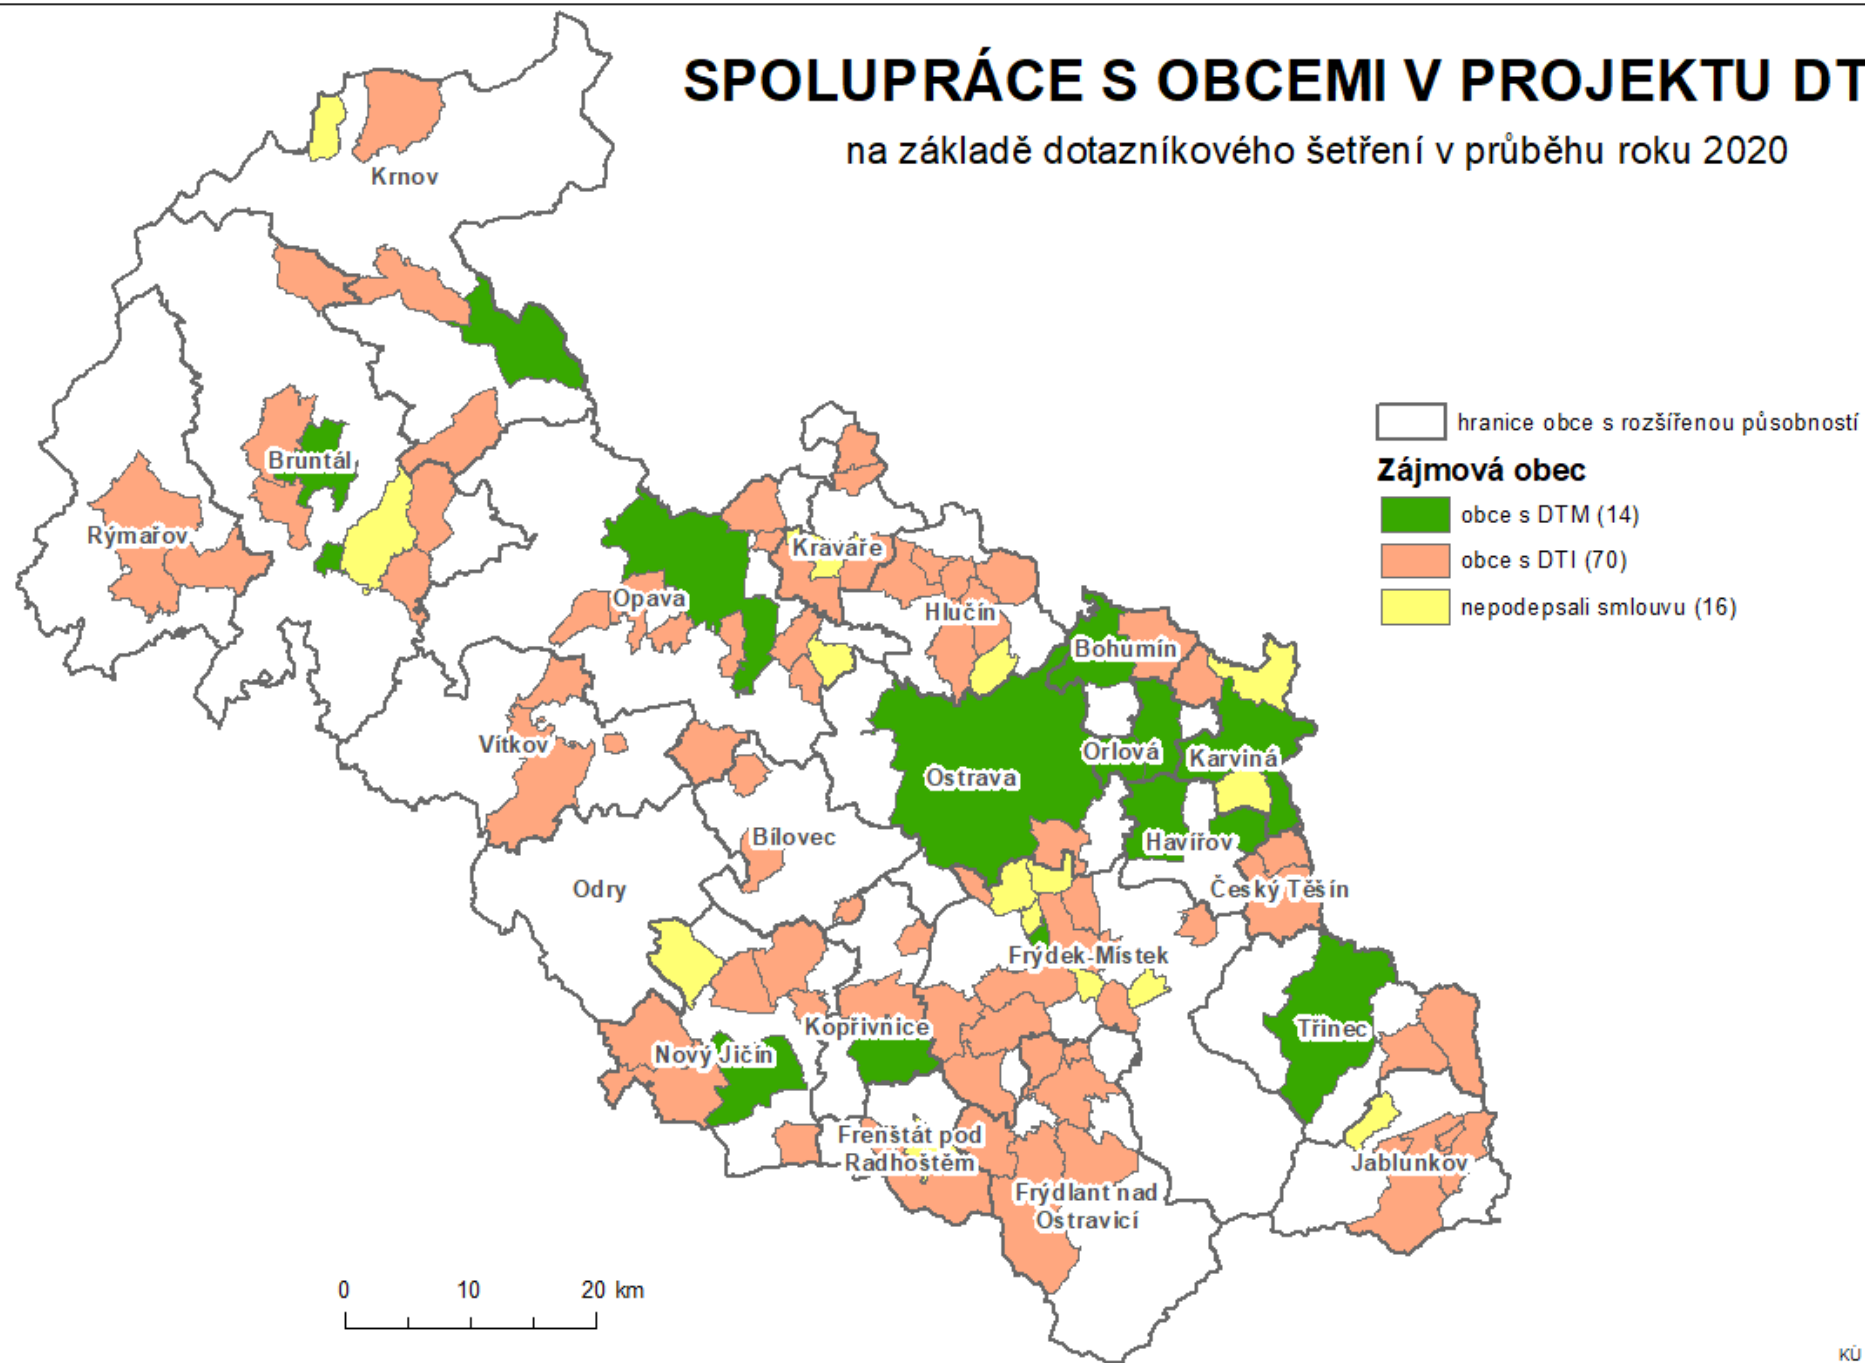 SPOLUPRÁCE S OBCEMI V PROJEKTU DT
na základě dotazníkového šetření v průběhu roku 2020
Krnov
hranice obce s rozšířenou působností
Zájmová obec
obce s DTM (14)
obce s DTI (70)
nepodepsali smlouvu (16)
Bruntál
Rýmařov
Kravaře
Opava
Hlučín
Bohumín
Vítkov
Orlová
Karviná
Ostrava
Bílovec
Havířov
Odry
Český Těšín
Frýdek-Místek
Kopřivnice
Třinec
Nový Jičín
Frenštát pod
Radhoštěm
Jablunkov
Frýdlant nad
Ostravicí
0 10 20 km
KÚ